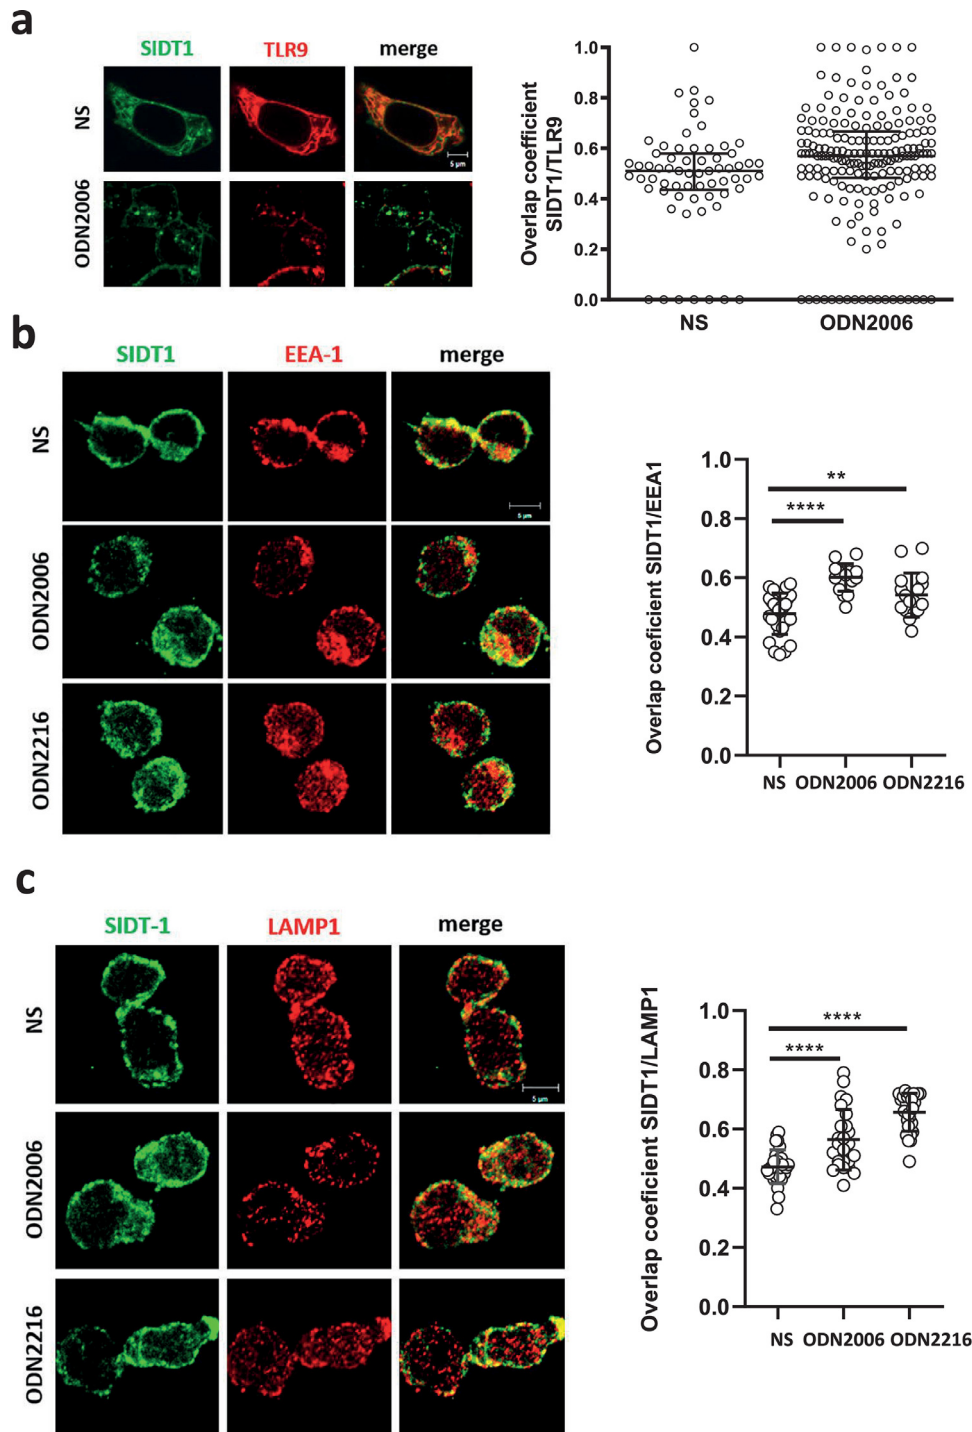 a
SIDT1 TLR9 merge
NS
5 µm
ODN2006
Overlap coefficient
SIDT1/TLR9
1.0
0.8
0.6
0.4
0.2
0.0
NS ODN2006
b
SIDT1 EEA-1 merge
NS
5 µm
ODN2006
ODN2216
Overlap coeficient SIDT1/EEA1
1.0
0.8
0.6
0.4
0.2
0.0
**
****
NS ODN2006 ODN2216
c
SIDT-1 LAMP1 merge
NS
5 µm
ODN2006
ODN2216
Overlap coeficient SIDT1/LAMP1
1.0
0.8
0.6
0.4
0.2
0.0
****
****
NS ODN2006 ODN2216